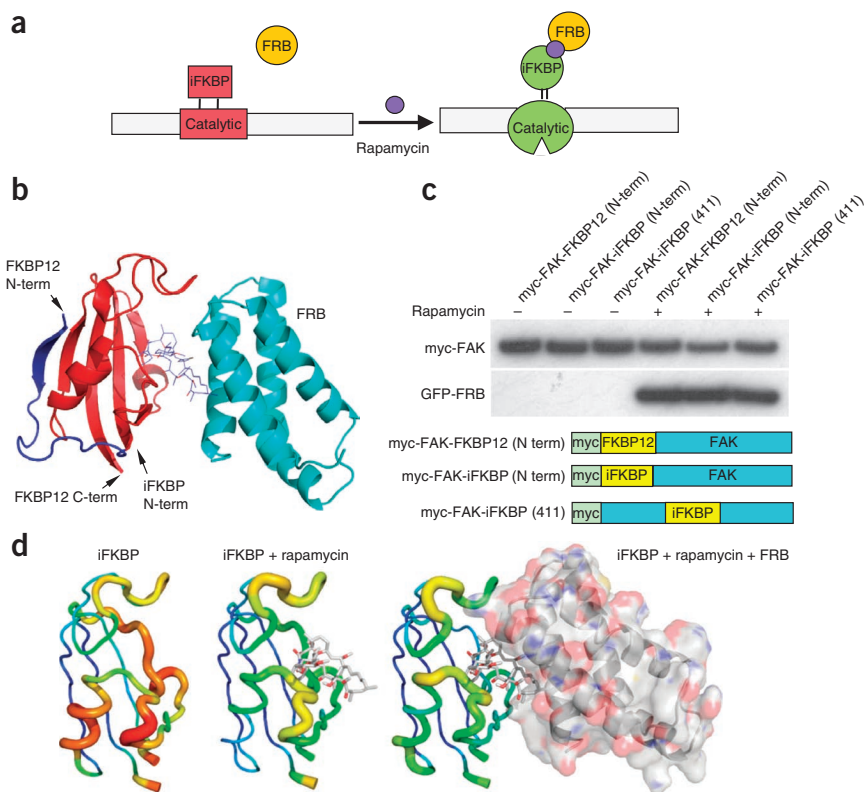 a
FRB
iFKBP
Catalytic
Rapamycin
FRB
iFKBP
Catalytic
b
FKBP12
N-term
FRB
FKBP12 C-term
iFKBP
N-term
c
myc-FAK-FKBP12 (N-term)
myc-FAK-iFKBP (N-term)
myc-FAK-iFKBP (411)
myc-FAK-FKBP12 (N-term)
myc-FAK-iFKBP (N-term)
myc-FAK-iFKBP (411)
Rapamycin – – – + + +
myc-FAK
GFP-FRB
myc-FAK-FKBP12 (N term) myc FKBP12 FAK
myc-FAK-iFKBP (N term) myc iFKBP FAK
myc-FAK-iFKBP (411) myc iFKBP
d
iFKBP
iFKBP + rapamycin
iFKBP + rapamycin + FRB